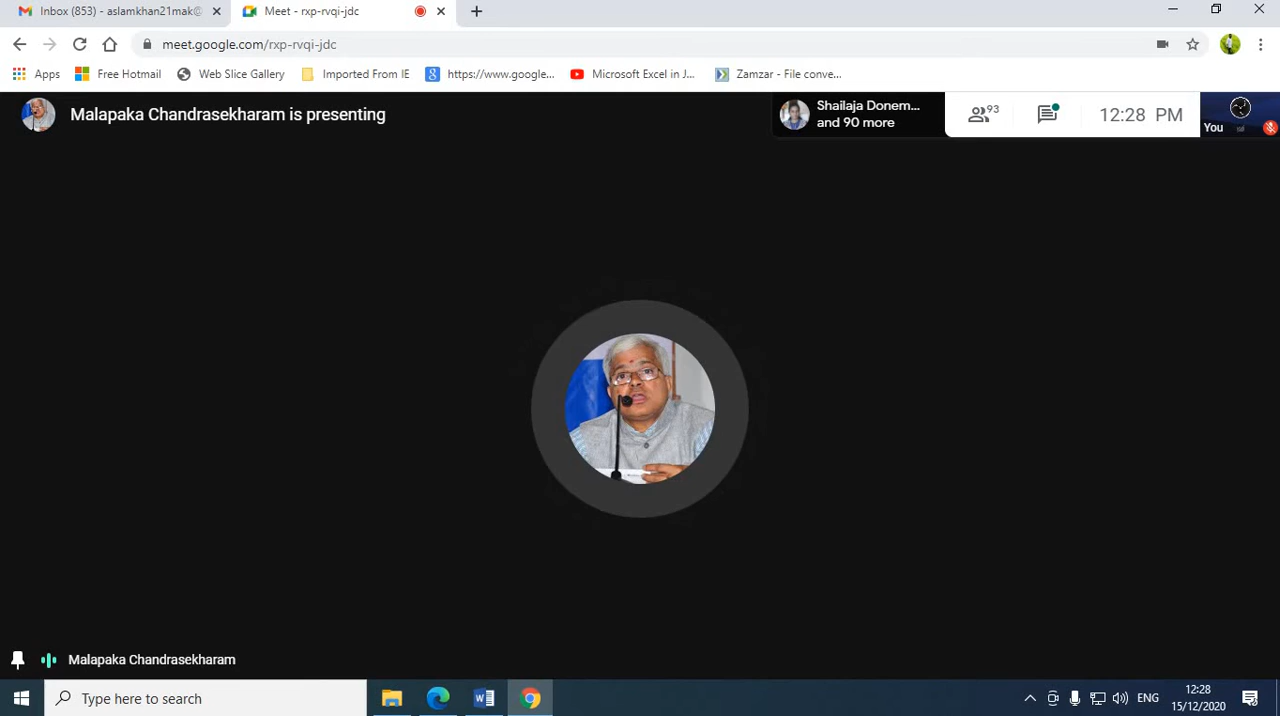 Inbox (853) - aslamkhan21mak@
Meet - rxp-rvqi-jdc
meet.google.com/rxp-rvqi-jdc
Apps Free Hotmail Web Slice Gallery Imported From IE https://www.google... Microsoft Excel in J... Zamzar - File conve...
Malapaka Chandrasekharam is presenting
Shailaja Donem...
and 90 more
93
12:28 PM
You
Malapaka Chandrasekharam
Type here to search
ENG
12:28
15/12/2020